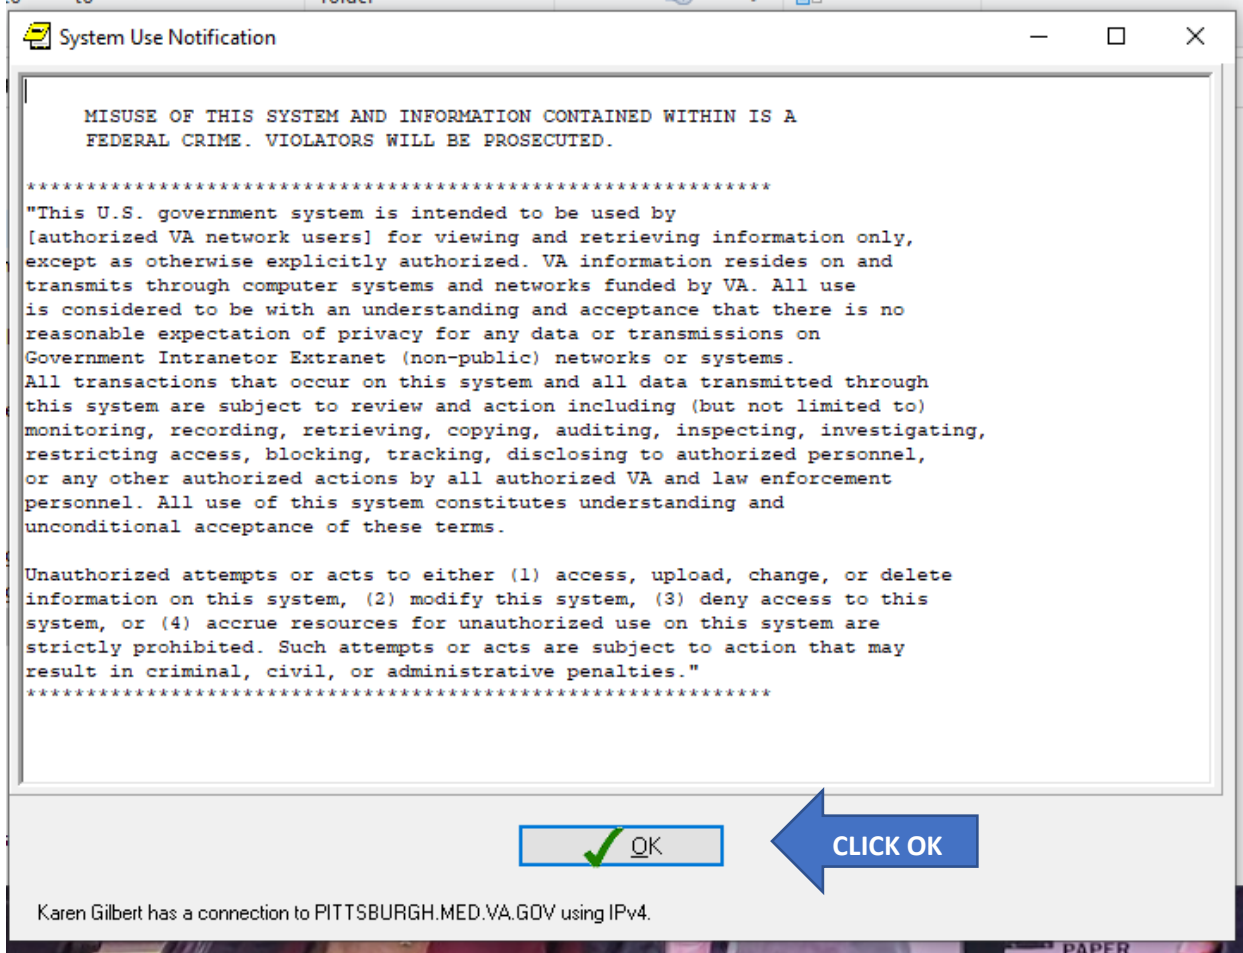 folder
System Use Notification
MISUSE OF THIS SYSTEM AND INFORMATION CONTAINED WITHIN IS A
FEDERAL CRIME. VIOLATORS WILL BE PROSECUTED.
**************************************************************
"This U.S. government system is intended to be used by
[authorized VA network users] for viewing and retrieving information only,
except as otherwise explicitly authorized. VA information resides on and
transmits through computer systems and networks funded by VA. All use
is considered to be with an understanding and acceptance that there is no
reasonable expectation of privacy for any data or transmissions on
Government Intranetor Extranet (non-public) networks or systems.
All transactions that occur on this system and all data transmitted through
this system are subject to review and action including (but not limited to)
monitoring, recording, retrieving, copying, auditing, inspecting, investigating,
restricting access, blocking, tracking, disclosing to authorized personnel,
or any other authorized actions by all authorized VA and law enforcement
personnel. All use of this system constitutes understanding and
unconditional acceptance of these terms.
Unauthorized attempts or acts to either (1) access, upload, change, or delete
information on this system, (2) modify this system, (3) deny access to this
system, or (4) accrue resources for unauthorized use on this system are
strictly prohibited. Such attempts or acts are subject to action that may
result in criminal, civil, or administrative penalties."
**************************************************************
OK
CLICK OK
Karen Gilbert has a connection to PITTSBURGH.MED.VA.GOV using IPv4.
PAPER